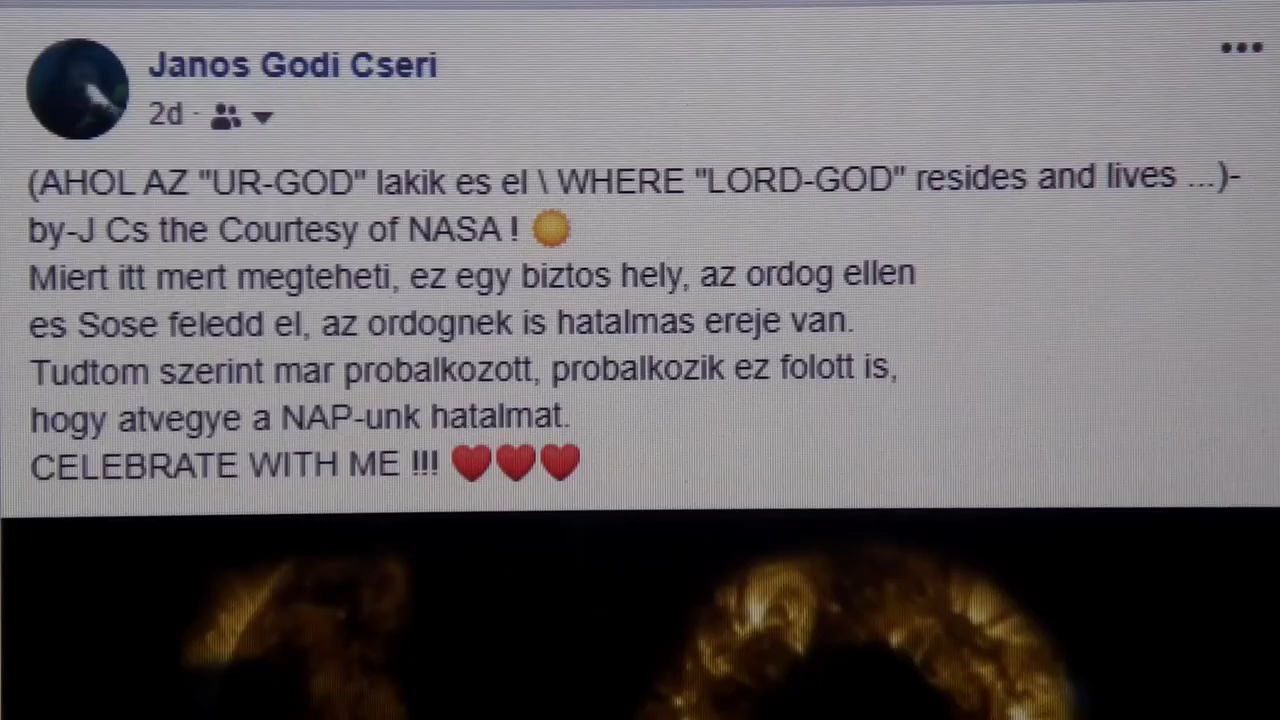 Janos Godi Cseri
2d ·
(AHOL AZ "UR-GOD" lakik es el \ WHERE "LORD-GOD" resides and lives ...)-
by-J Cs the Courtesy of NASA !
Miert itt mert megteheti, ez egy biztos hely, az ordog ellen
es Sose feledd el, az ordognek is hatalmas ereje van.
Tudtom szerint mar probalkozott, probalkozik ez folott is,
hogy atvegye a NAP-unk hatalmat.
CELEBRATE WITH ME !!! ❤️❤️❤️
10